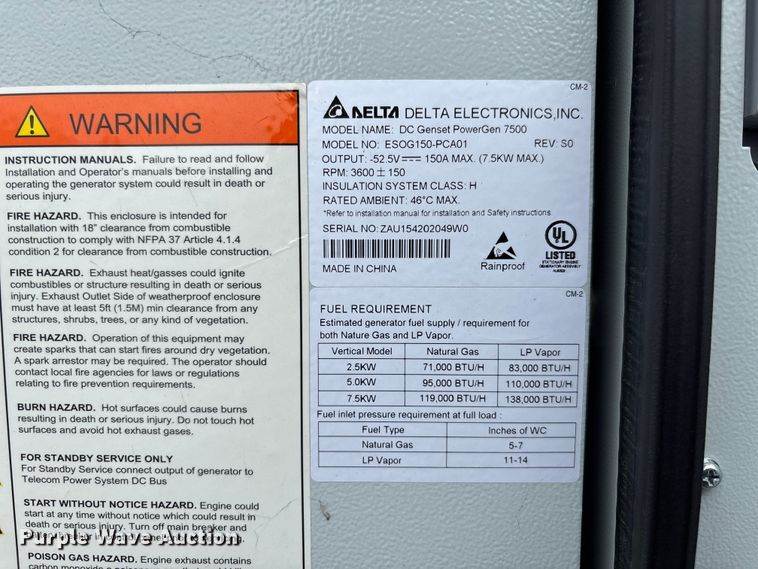 WARNING
INSTRUCTION MANUALS. Failure to read and follow
Installation and Operator's manuals before installing and
operating the generator system could result in death or
serious injury.
FIRE HAZARD. This enclosure is intended for
installation with 18" clearance from combustible
construction to comply with NFPA 37 Article 4.1.4
condition 2 for clearance from combustible construction.
FIRE HAZARD. Exhaust heat/gasses could ignite
combustibles or structure resulting in death or serious
injury. Exhaust Outlet Side of weatherproof enclosure
must have at least 5ft (1.5M) min clearance from any
structures, shrubs, trees, or any kind of vegetation.
FIRE HAZARD. Operation of this equipment may
create sparks that can start fires around dry vegetation.
A spark arrestor may be required. The operator should
contact local fire agencies for laws or regulations
relating to fire prevention requirements.
BURN HAZARD. Hot surfaces could cause burns
resulting in death or serious injury. Do not touch hot
surfaces and avoid hot exhaust gases.
FOR STANDBY SERVICE ONLY
For Standby Service connect output of generator to
Telecom Power System DC Bus
START WITHOUT NOTICE HAZARD. Engine could
start at any time without notice which could result in
death or serious injury. Turn off main breaker and
POISON GAS HAZARD. Engine exhaust contains
carbon monoxide
CM-2
DELTA DELTA ELECTRONICS,INC.
MODEL NAME: DC Genset PowerGen 7500
MODEL NO: ESOG150-PCA01 REV: S0
OUTPUT: -52.5V⎓ 150A MAX. (7.5KW MAX.)
RPM: 3600 ± 150
INSULATION SYSTEM CLASS: H
RATED AMBIENT: 46°C MAX.
*Refer to installation manual for installation and Safety instructions.
SERIAL NO: ZAU154202049W0
MADE IN CHINA
Rainproof
UL
LISTED
STATIONARY ENGINE
GENERATOR ASSEMBLY
CM-2
FUEL REQUIREMENT
Estimated generator fuel supply / requirement for
both Nature Gas and LP Vapor.
Vertical Model Natural Gas LP Vapor
2.5KW 71,000 BTU/H 83,000 BTU/H
5.0KW 95,000 BTU/H 110,000 BTU/H
7.5KW 119,000 BTU/H 138,000 BTU/H
Fuel inlet pressure requirement at full load :
Fuel Type Inches of WC
Natural Gas 5-7
LP Vapor 11-14
Purple Wave Auction